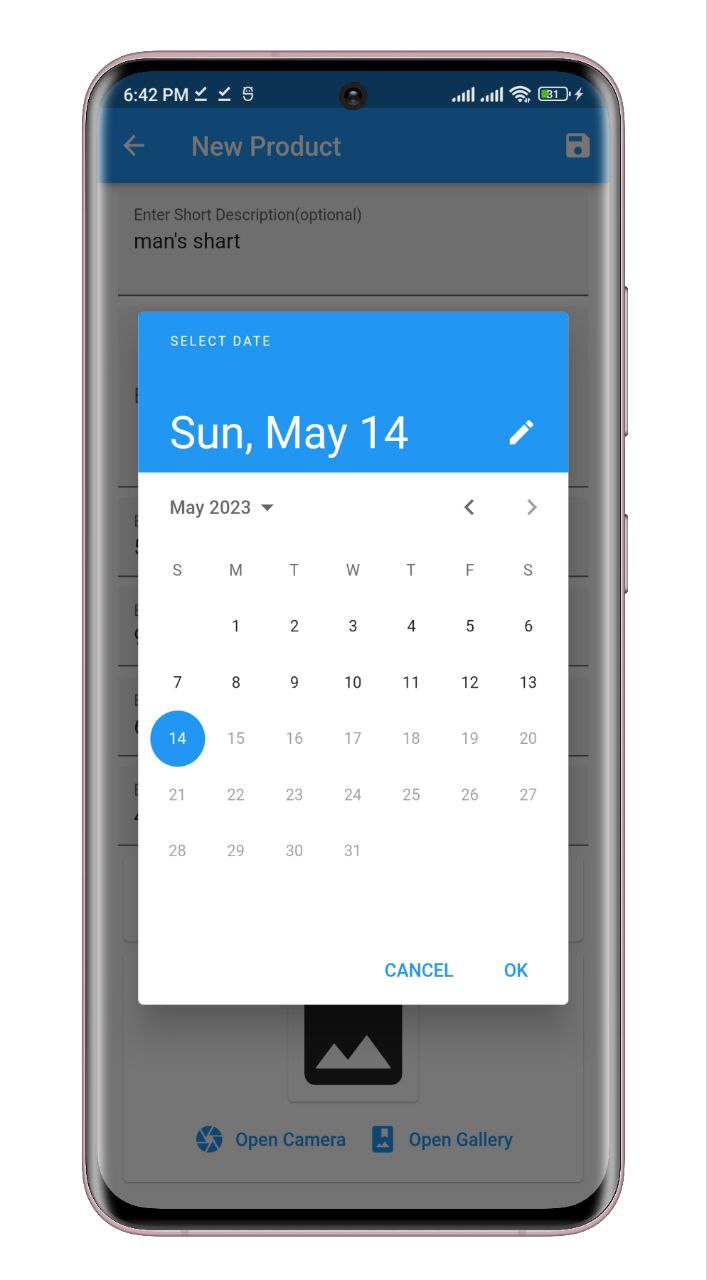 6:42 PM
31
New Product
Enter Short Description(optional)
man's shart
SELECT DATE
Sun, May 14
May 2023
S M T W T F S
1 2 3 4 5 6
7 8 9 10 11 12 13
14 15 16 17 18 19 20
21 22 23 24 25 26 27
28 29 30 31
CANCEL OK
Open Camera Open Gallery